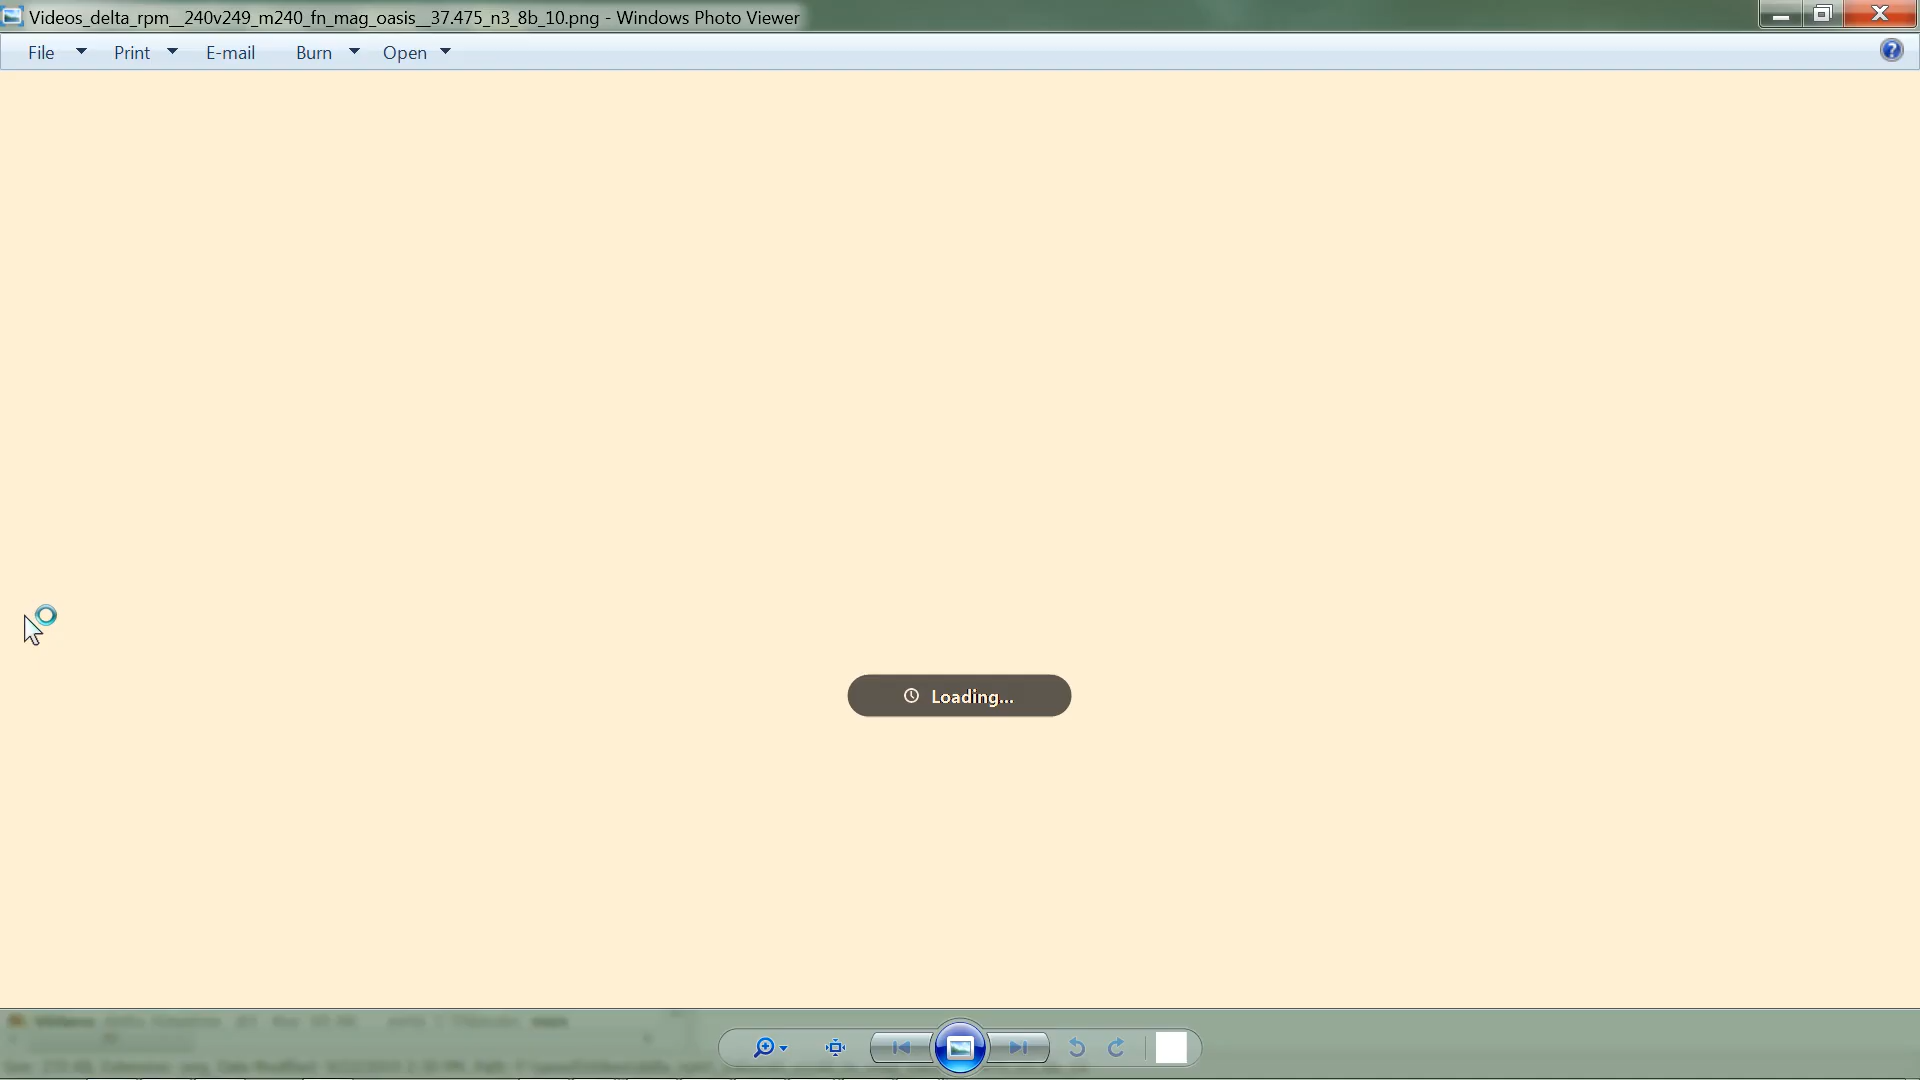 Videos_delta_rpm__240v249_m240_fn_mag_oasis__37.475_n3_8b_10.png - Windows Photo Viewer
File Print E-mail Burn Open
Loading...